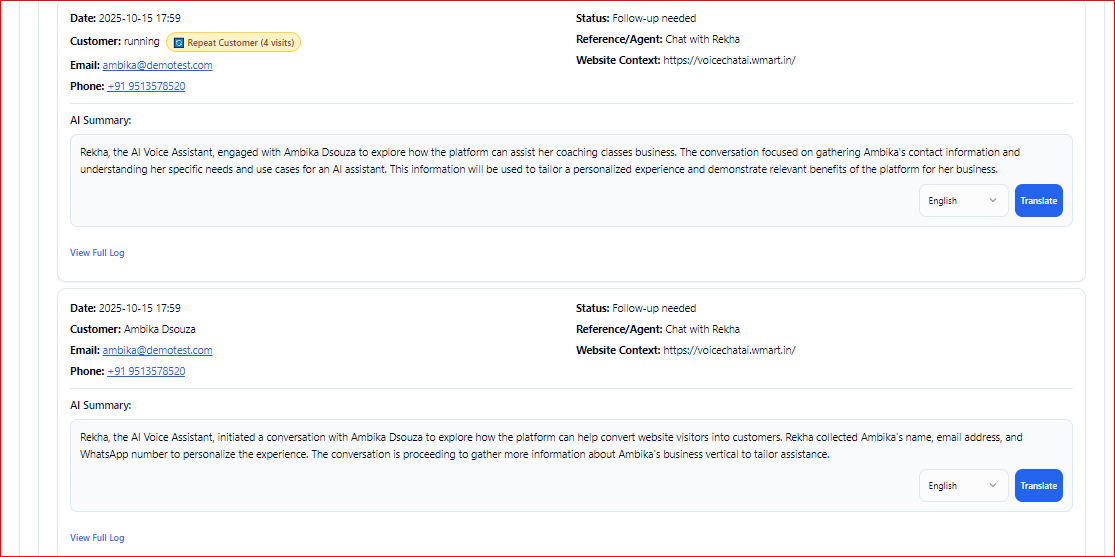 Date: 2025-10-15 17:59
Status: Follow-up needed
Customer: running Repeat Customer (4 visits)
Reference/Agent: Chat with Rekha
Email: ambika@demotest.com
Website Context: https://voicechatai.wmart.in/
Phone: +91 9513578520
AI Summary:
Rekha, the AI Voice Assistant, engaged with Ambika Dsouza to explore how the platform can assist her coaching classes business. The conversation focused on gathering Ambika's contact information and
understanding her specific needs and use cases for an AI assistant. This information will be used to tailor a personalized experience and demonstrate relevant benefits of the platform for her business.
English
Translate
View Full Log
Date: 2025-10-15 17:59
Status: Follow-up needed
Customer: Ambika Dsouza
Reference/Agent: Chat with Rekha
Email: ambika@demotest.com
Website Context: https://voicechatai.wmart.in/
Phone: +91 9513578520
AI Summary:
Rekha, the AI Voice Assistant, initiated a conversation with Ambika Dsouza to explore how the platform can help convert website visitors into customers. Rekha collected Ambika's name, email address, and
WhatsApp number to personalize the experience. The conversation is proceeding to gather more information about Ambika's business vertical to tailor assistance.
English
Translate
View Full Log